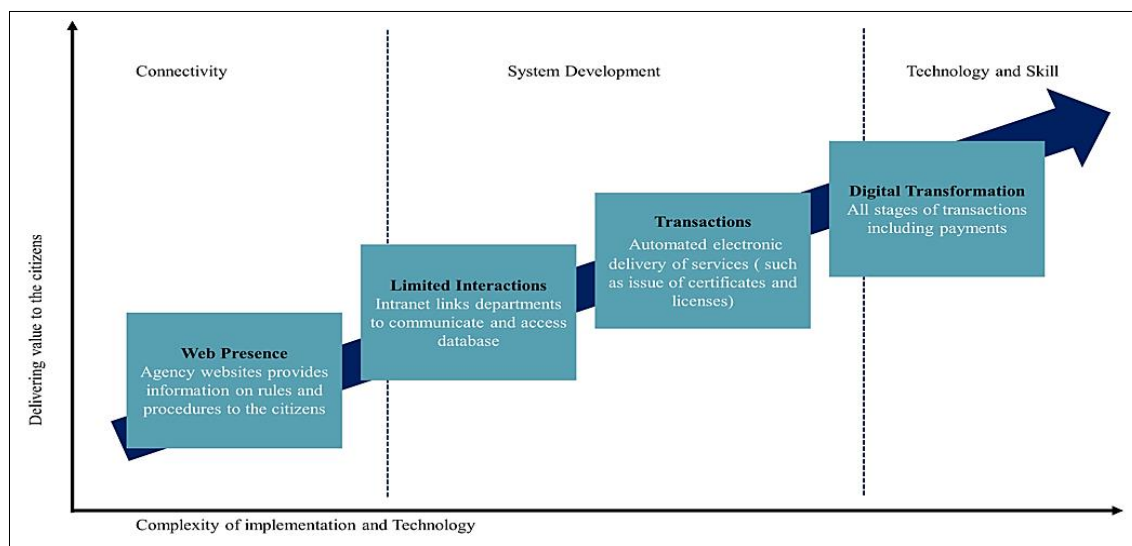 Connectivity
System Development
Technology and Skill
Delivering value to the citizens
Web Presence
Agency websites provides
information on rules and
procedures to the citizens
Limited Interactions
Intranet links departments
to communicate and access
database
Transactions
Automated electronic
delivery of services ( such
as issue of certificates and
licenses)
Digital Transformation
All stages of transactions
including payments
Complexity of implementation and Technology